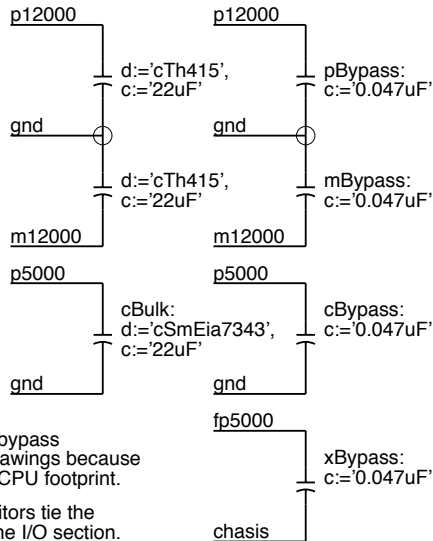 p12000
d:='cTh415',
c:='22uF'
gnd
d:='cTh415',
c:='22uF'
m12000
p12000
pBypass:
c:='0.047uF'
gnd
mBypass:
c:='0.047uF'
m12000
p5000
cBulk:
d:='cSmEia7343',
c:='22uF'
gnd
p5000
cBypass:
c:='0.047uF'
gnd
bypass
awings because
CPU footprint.
itors tie the
ne I/O section.
fp5000
xBypass:
c:='0.047uF'
chasis